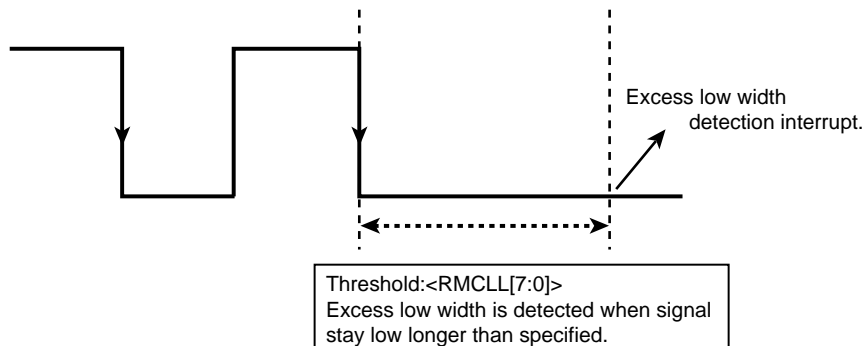 Excess low width
detection interrupt.
Threshold:<RMCLL[7:0]>
Excess low width is detected when signal
stay low longer than specified.